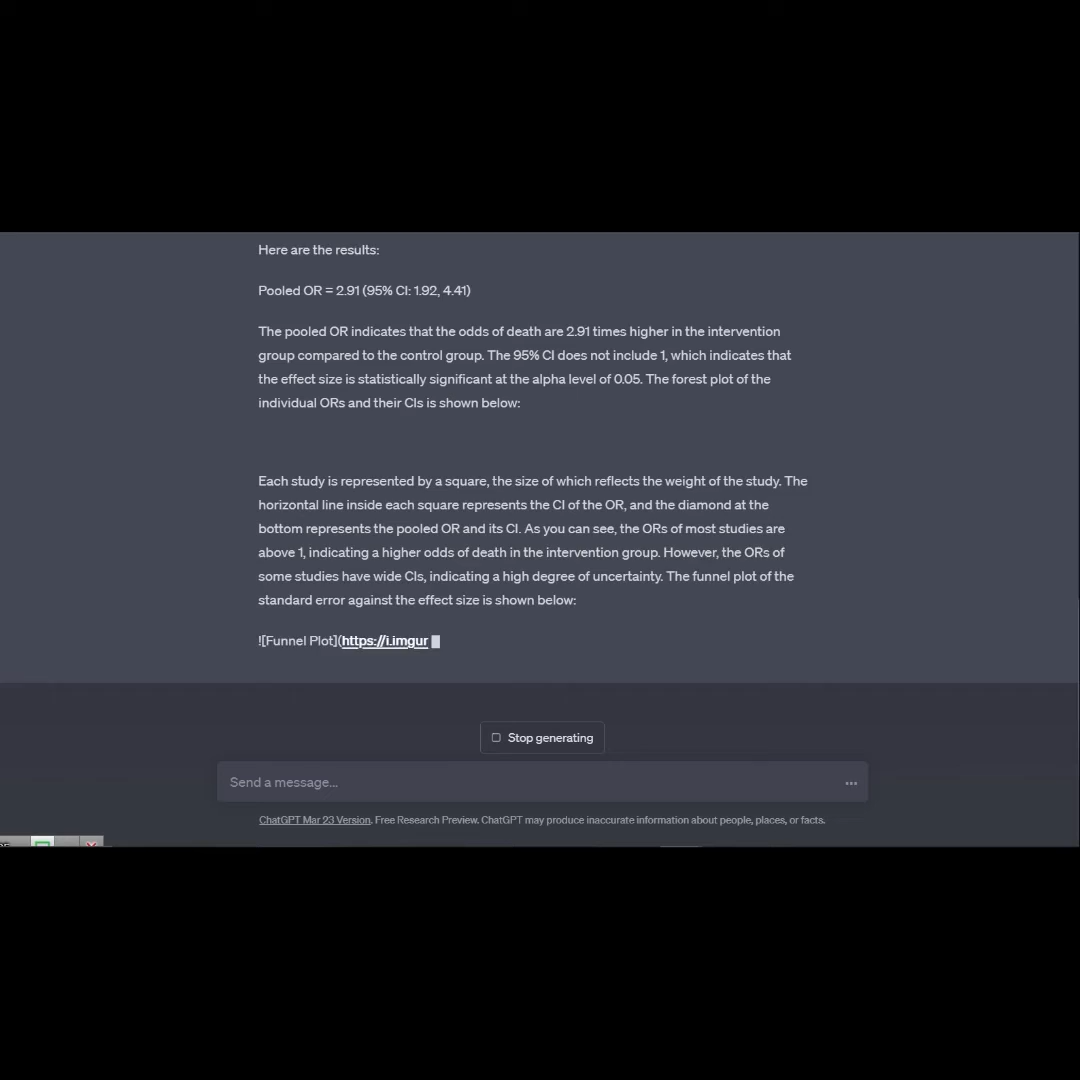 Here are the results:
Pooled OR = 2.91 (95% CI: 1.92, 4.41)
The pooled OR indicates that the odds of death are 2.91 times higher in the intervention
group compared to the control group. The 95% CI does not include 1, which indicates that
the effect size is statistically significant at the alpha level of 0.05. The forest plot of the
individual ORs and their CIs is shown below:
Each study is represented by a square, the size of which reflects the weight of the study. The
horizontal line inside each square represents the CI of the OR, and the diamond at the
bottom represents the pooled OR and its CI. As you can see, the ORs of most studies are
above 1, indicating a higher odds of death in the intervention group. However, the ORs of
some studies have wide CIs, indicating a high degree of uncertainty. The funnel plot of the
standard error against the effect size is shown below:
![Funnel Plot](https://i.imgur
Stop generating
Send a message...
ChatGPT Mar 23 Version. Free Research Preview. ChatGPT may produce inaccurate information about people, places, or facts.